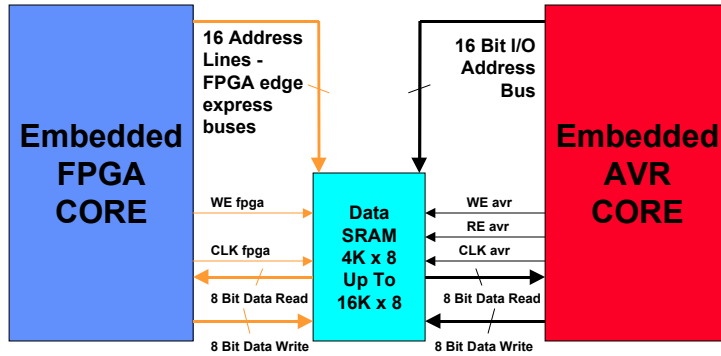 Embedded
FPGA
CORE
16 Address
Lines -
FPGA edge
express
buses
16 Bit I/O
Address
Bus
Embedded
AVR
CORE
WE fpga
CLK fpga
8 Bit Data Read
8 Bit Data Write
Data
SRAM
4K x 8
Up To
16K x 8
WE avr
RE avr
CLK avr
8 Bit Data Read
8 Bit Data Write